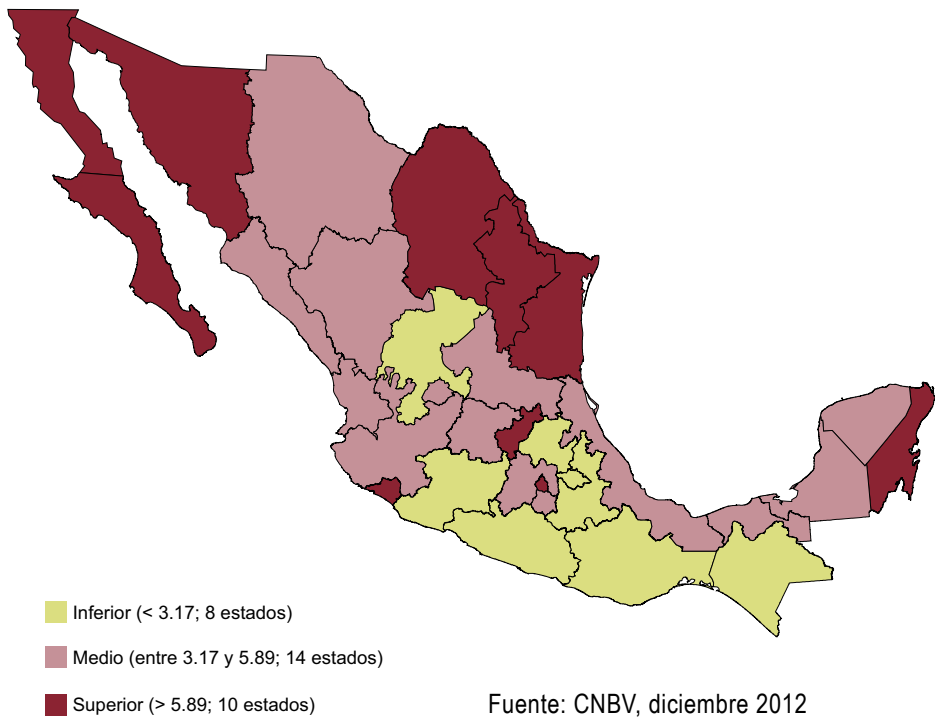 Inferior (< 3.17; 8 estados)
Medio (entre 3.17 y 5.89; 14 estados)
Superior (> 5.89; 10 estados)
Fuente: CNBV, diciembre 2012